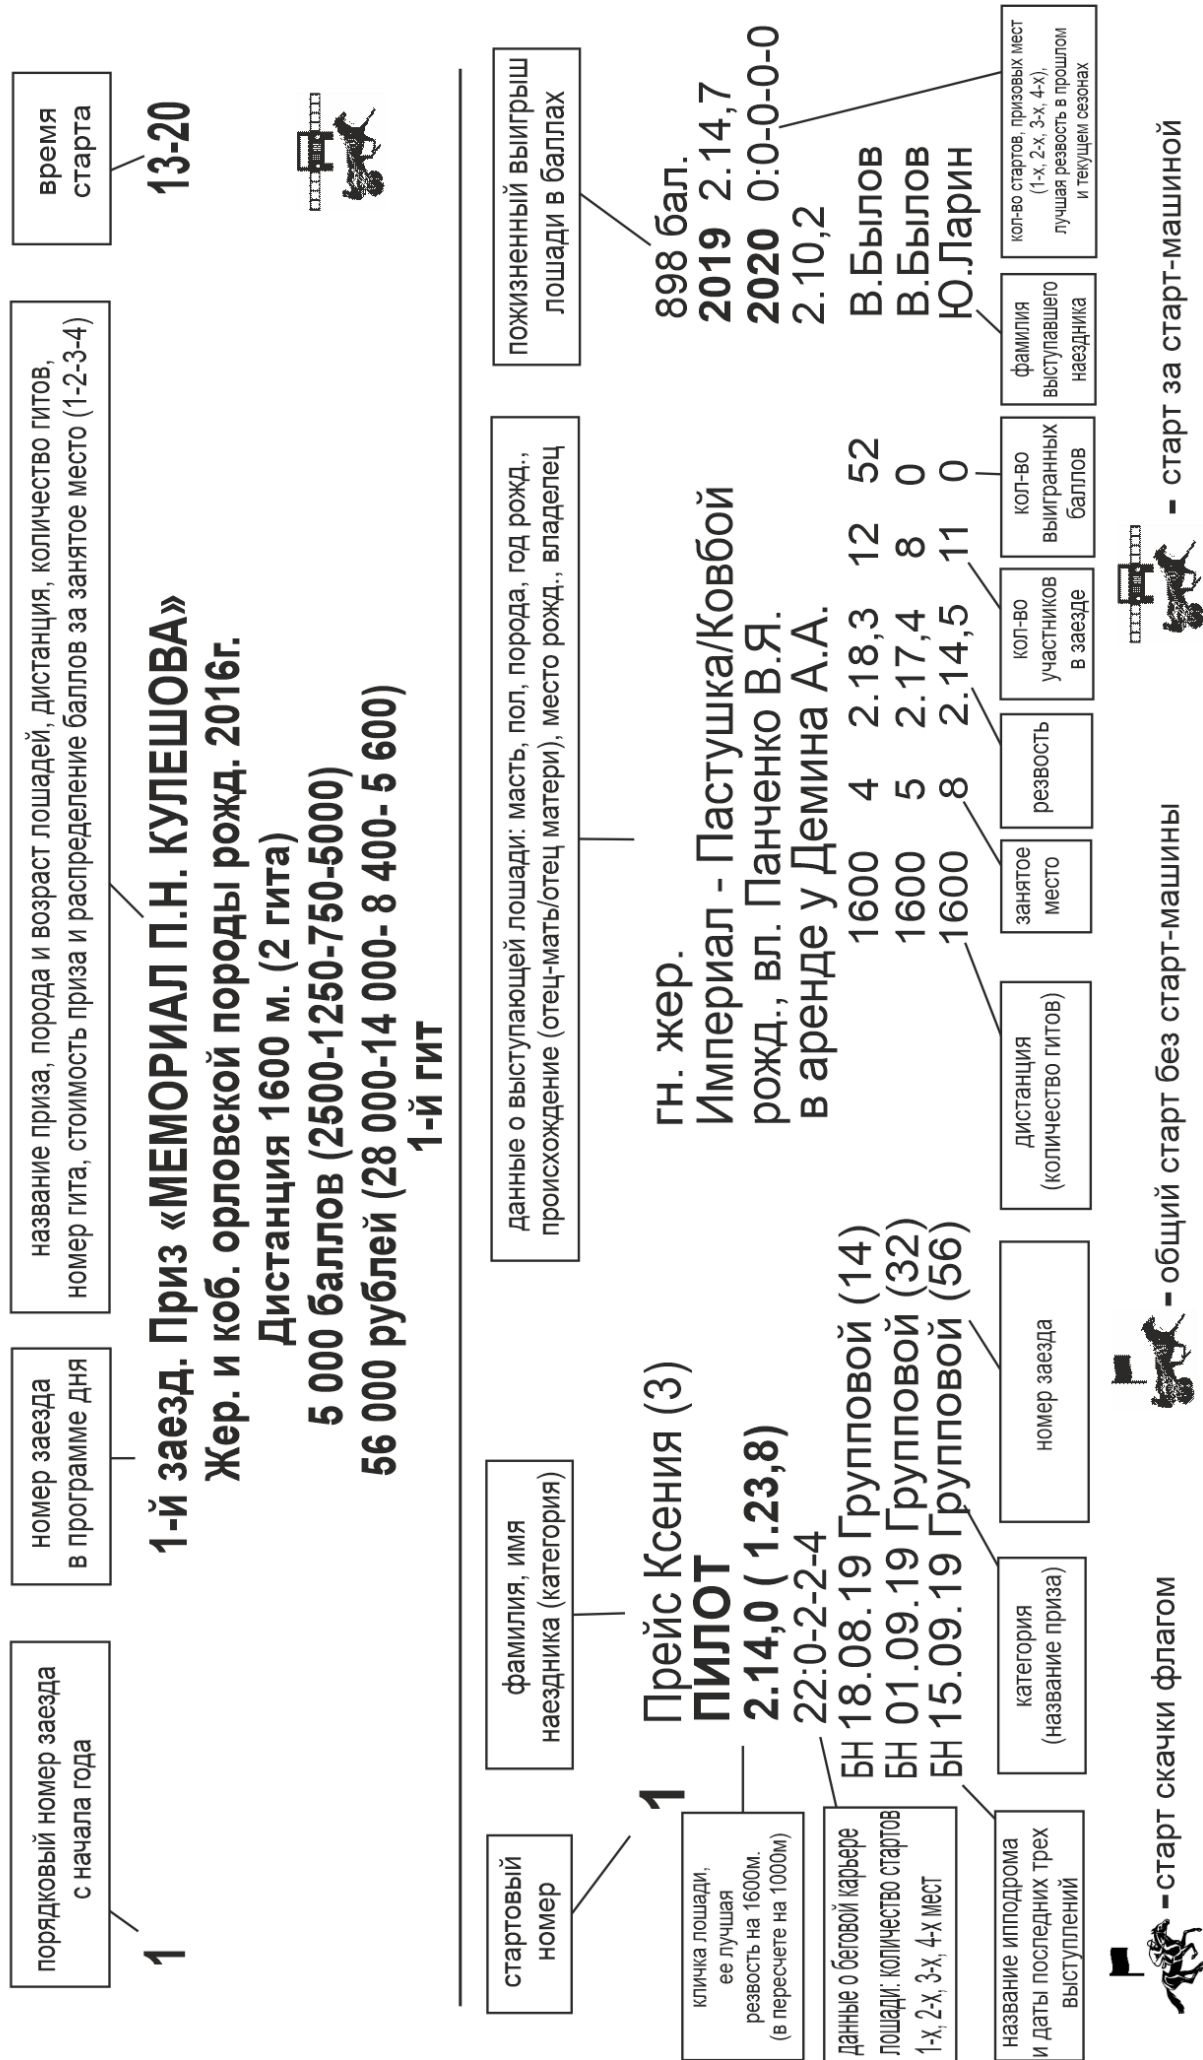 порядковый номер заезда
с начала года
номер заезда
в программе дня
название приза, порода и возраст лошадей, дистанция, количество гитов,
номер гита, стоимость приза и распределение баллов за занятое место (1-2-3-4)
время
старта
1
1-й заезд. Приз «МЕМОРИАЛ П.Н. КУЛЕШОВА»
13-20
Жер. и коб. орловской породы рожд. 2016г.
Дистанция 1600 м. (2 гита)
5 000 баллов (2500-1250-750-5000)
56 000 рублей (28 000-14 000- 8 400- 5 600)
1-й гит
стартовый
номер
фамилия, имя
наездника (категория)
данные о выступающей лошади: масть, пол, порода, год рожд.,
происхождение (отец-мать/отец матери), место рожд., владелец
пожизненный выигрыш
лошади в баллах
1
Прейс Ксения (3)
гн. жер.
898 бал.
ПИЛОТ
Империал - Пастушка/Ковбой
2019 2.14,7
2.14,0 ( 1.23,8)
рожд., вл. Панченко В.Я.
2020 0:0-0-0-0
22:0-2-2-4
в аренде у Демина А.А.
2.10,2
БН 18.08.19 Групповой (14) 1600 4 2.18,3 12 52 В.Былов
БН 01.09.19 Групповой (32) 1600 5 2.17,4 8 0 В.Былов
БН 15.09.19 Групповой (56) 1600 8 2.14,5 11 0 Ю.Ларин
кличка лошади,
ее лучшая
резвость на 1600м.
(в пересчете на 1000м)
данные о беговой карьере
лошади: количество стартов
1-х, 2-х, 3-х, 4-х мест
название ипподрома
и даты последних трех
выступлений
категория
(название приза)
номер заезда
дистанция
(количество гитов)
занятое
место
резвость
кол-во
участников
в заезде
кол-во
выигранных
баллов
фамилия
выступавшего
наездника
кол-во стартов, призовых мест
(1-х, 2-х, 3-х, 4-х),
лучшая резвость в прошлом
и текущем сезонах
- старт скачки флагом
- общий старт без старт-машины
- старт за старт-машиной